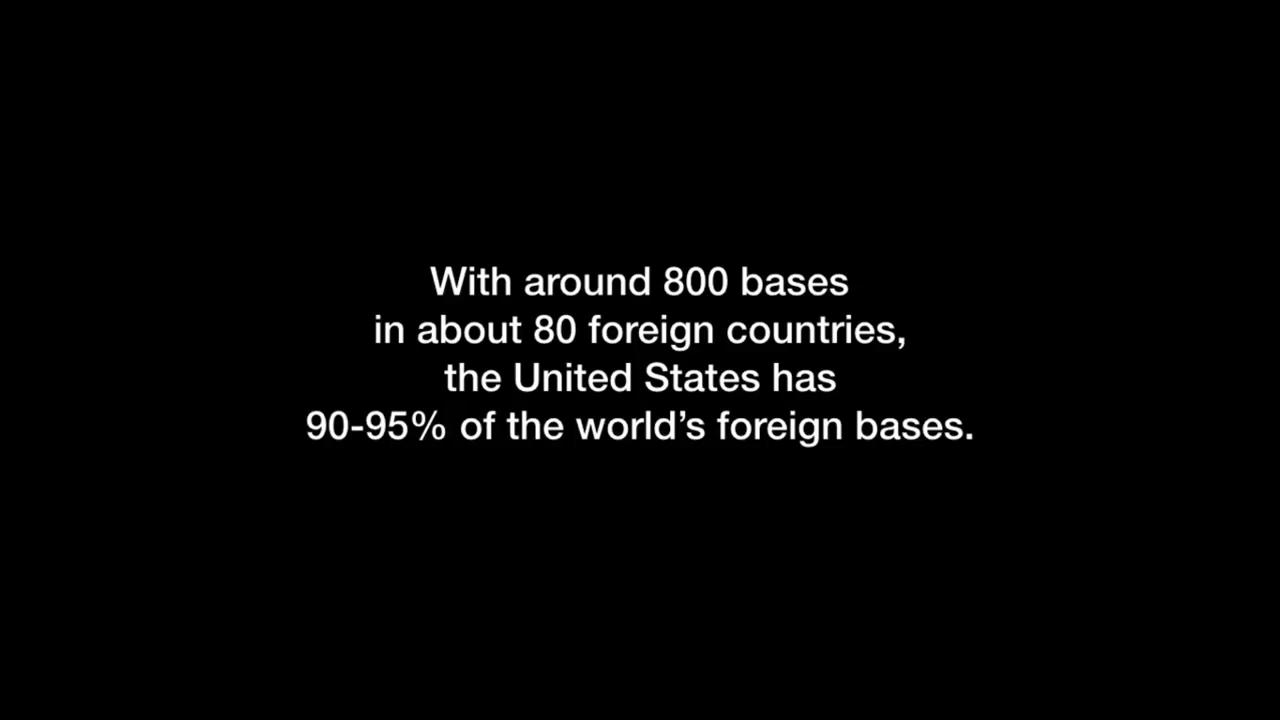 With around 800 bases
in about 80 foreign countries,
the United States has
90-95% of the world’s foreign bases.